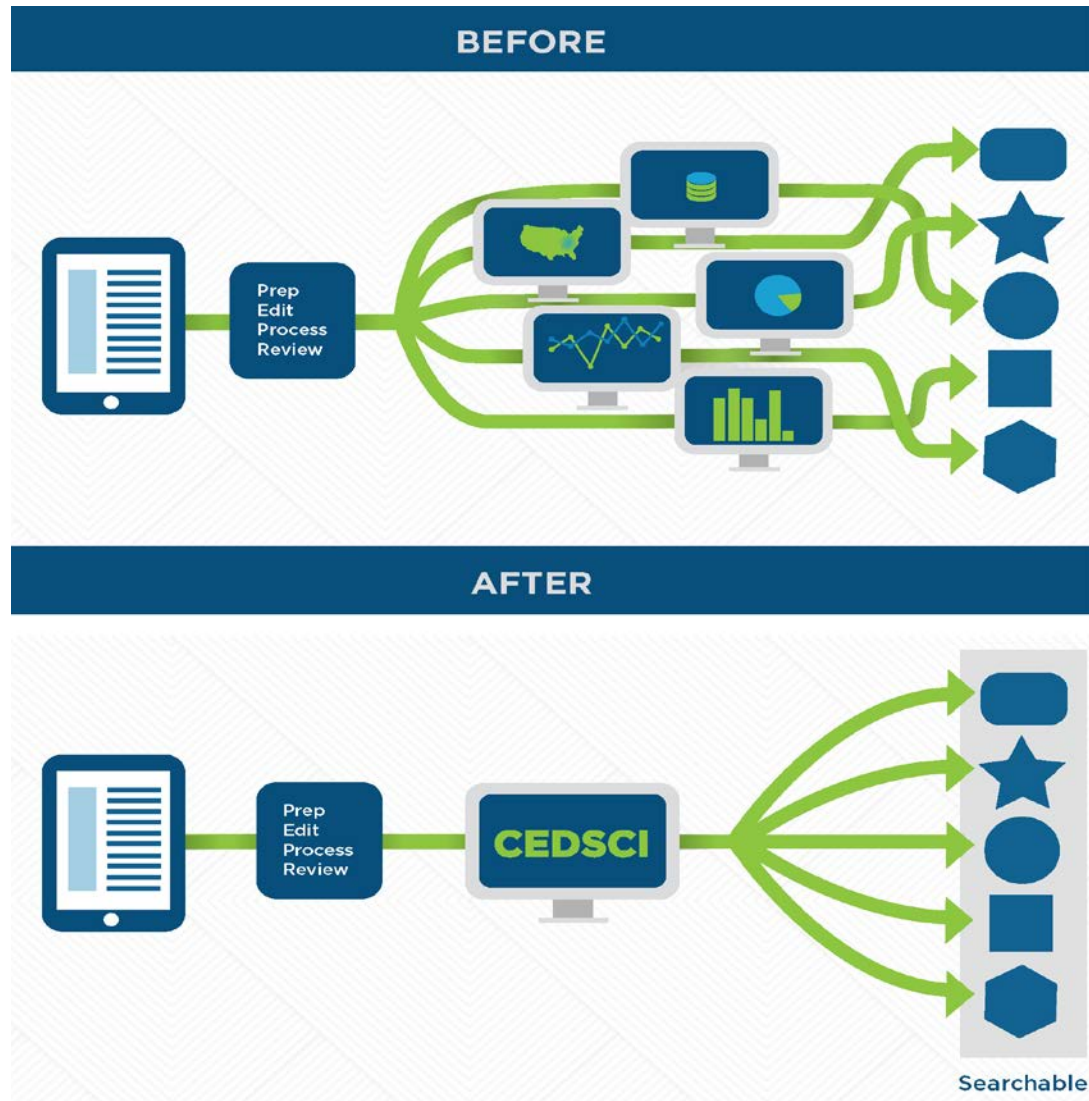 BEFORE
Prep
Edit
Process
Review
AFTER
Prep
Edit
Process
Review
CEDSCI
Searchable